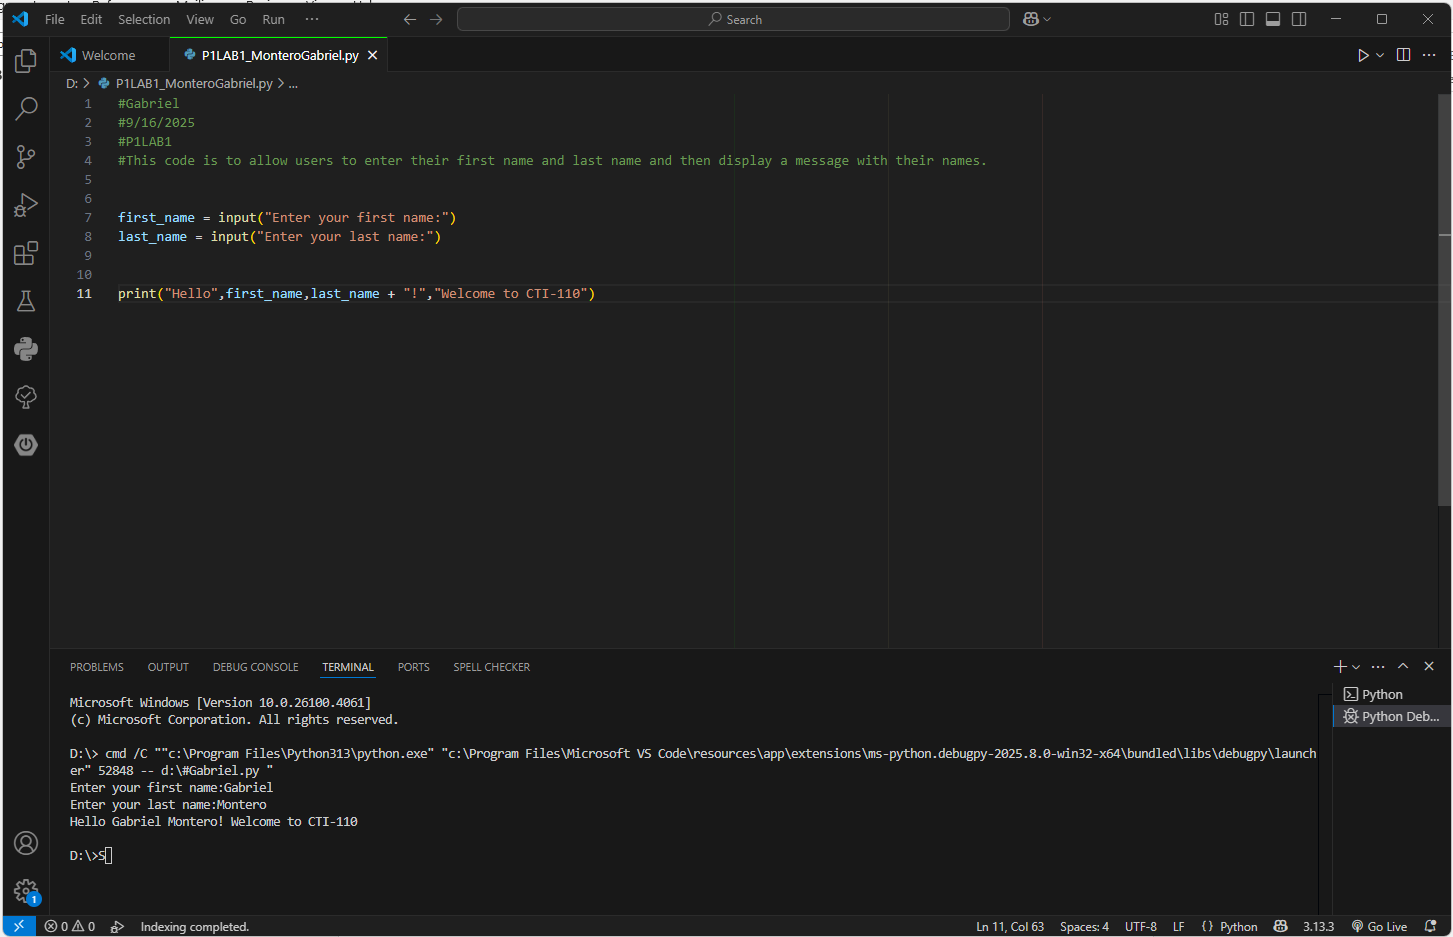 File Edit Selection View Go Run ··· Search
Welcome P1LAB1_MonteroGabriel.py
D: > P1LAB1_MonteroGabriel.py > ...
1 #Gabriel
2 #9/16/2025
3 #P1LAB1
4 #This code is to allow users to enter their first name and last name and then display a message with their names.
5
6
7 first_name = input("Enter your first name:")
8 last_name = input("Enter your last name:")
9
10
11 print("Hello",first_name,last_name + "!","Welcome to CTI-110")
PROBLEMS OUTPUT DEBUG CONSOLE TERMINAL PORTS SPELL CHECKER
Python
Python Deb...
Microsoft Windows [Version 10.0.26100.4061]
(c) Microsoft Corporation. All rights reserved.
D:\> cmd /C ""c:\Program Files\Python313\python.exe" "c:\Program Files\Microsoft VS Code\resources\app\extensions\ms-python.debugpy-2025.8.0-win32-x64\bundled\libs\debugpy\launch
er" 52848 -- d:\#Gabriel.py "
Enter your first name:Gabriel
Enter your last name:Montero
Hello Gabriel Montero! Welcome to CTI-110
D:\>S
1
0 0 Indexing completed. Ln 11, Col 63 Spaces: 4 UTF-8 LF {} Python 3.13.3 Go Live